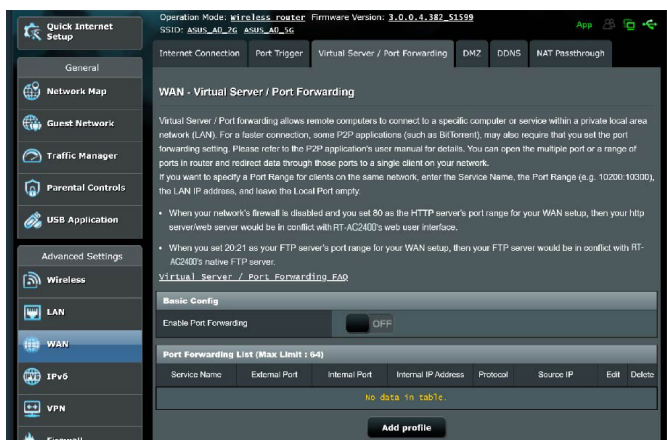 Quick Internet Setup
Operation Mode: Wireless router Firmware Version: 3.0.0.4.382_51599
SSID: ASUS_AD_2G ASUS_AD_5G
App
Internet Connection
Port Trigger
Virtual Server / Port Forwarding
DMZ
DDNS
NAT Passthrough
General
Network Map
Guest Network
Traffic Manager
Parental Controls
USB Application
Advanced Settings
Wireless
LAN
WAN
IPv6
VPN
Firewall
WAN - Virtual Server / Port Forwarding
Virtual Server / Port forwarding allows remote computers to connect to a specific computer or service within a private local area
network (LAN). For a faster connection, some P2P applications (such as BitTorrent), may also require that you set the port
forwarding setting. Please refer to the P2P application's user manual for details. You can open the multiple port or a range of
ports in router and redirect data through those ports to a single client on your network.
If you want to specify a Port Range for clients on the same network, enter the Service Name, the Port Range (e.g. 10200:10300),
the LAN IP address, and leave the Local Port empty.
• When your network's firewall is disabled and you set 80 as the HTTP server's port range for your WAN setup, then your http
server/web server would be in conflict with RT-AC2400's web user interface.
• When you set 20:21 as your FTP server's port range for your WAN setup, then your FTP server would be in conflict with RT-
AC2400's native FTP server.
Virtual Server / Port Forwarding FAQ
Basic Config
Enable Port Forwarding
OFF
Port Forwarding List (Max Limit : 64)
Service Name
External Port
Internal Port
Internal IP Address
Protocol
Source IP
Edit
Delete
No data in table.
Add profile